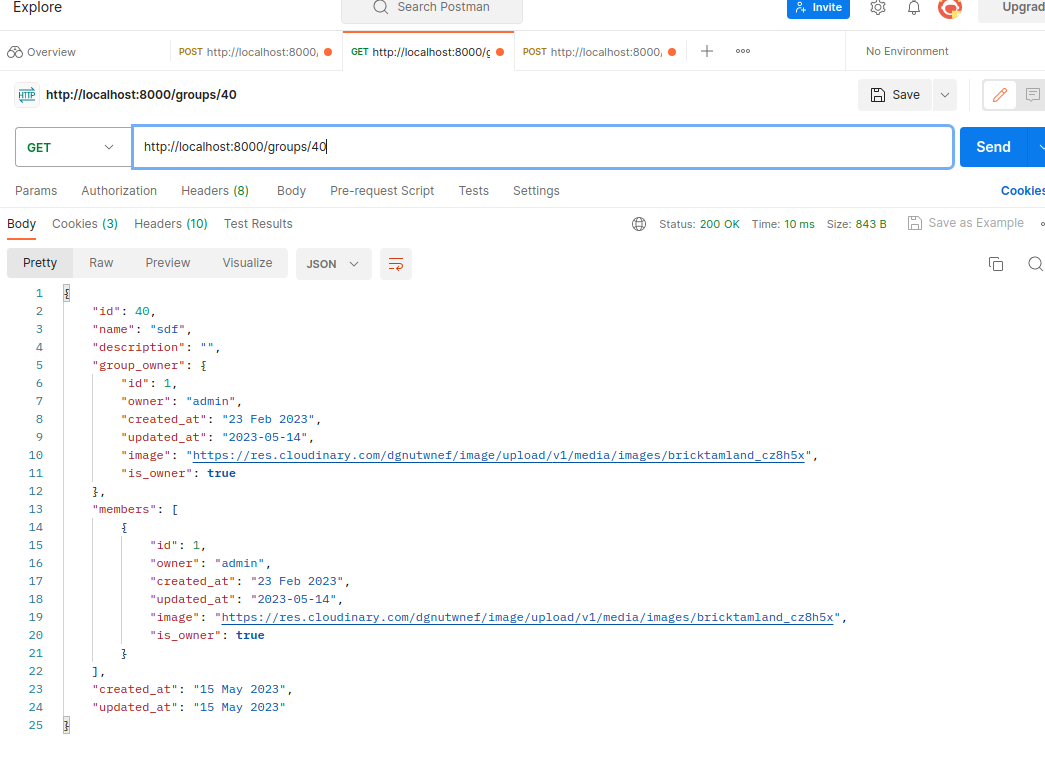 Explore
Search Postman
Invite
Upgrad
Overview
POST http://localhost:8000/
GET http://localhost:8000/g
POST http://localhost:8000/
No Environment
HTTP http://localhost:8000/groups/40
Save
GET
http://localhost:8000/groups/40
Send
Params Authorization Headers (8) Body Pre-request Script Tests Settings Cookies
Body Cookies (3) Headers (10) Test Results
Status: 200 OK Time: 10 ms Size: 843 B Save as Example
Pretty Raw Preview Visualize JSON
1 {
2 "id": 40,
3 "name": "sdf",
4 "description": "",
5 "group_owner": {
6 "id": 1,
7 "owner": "admin",
8 "created_at": "23 Feb 2023",
9 "updated_at": "2023-05-14",
10 "image": "https://res.cloudinary.com/dgnutwnef/image/upload/v1/media/images/bricktamland_cz8h5x",
11 "is_owner": true
12 },
13 "members": [
14 {
15 "id": 1,
16 "owner": "admin",
17 "created_at": "23 Feb 2023",
18 "updated_at": "2023-05-14",
19 "image": "https://res.cloudinary.com/dgnutwnef/image/upload/v1/media/images/bricktamland_cz8h5x",
20 "is_owner": true
21 }
22 ],
23 "created_at": "15 May 2023",
24 "updated_at": "15 May 2023"
25 }